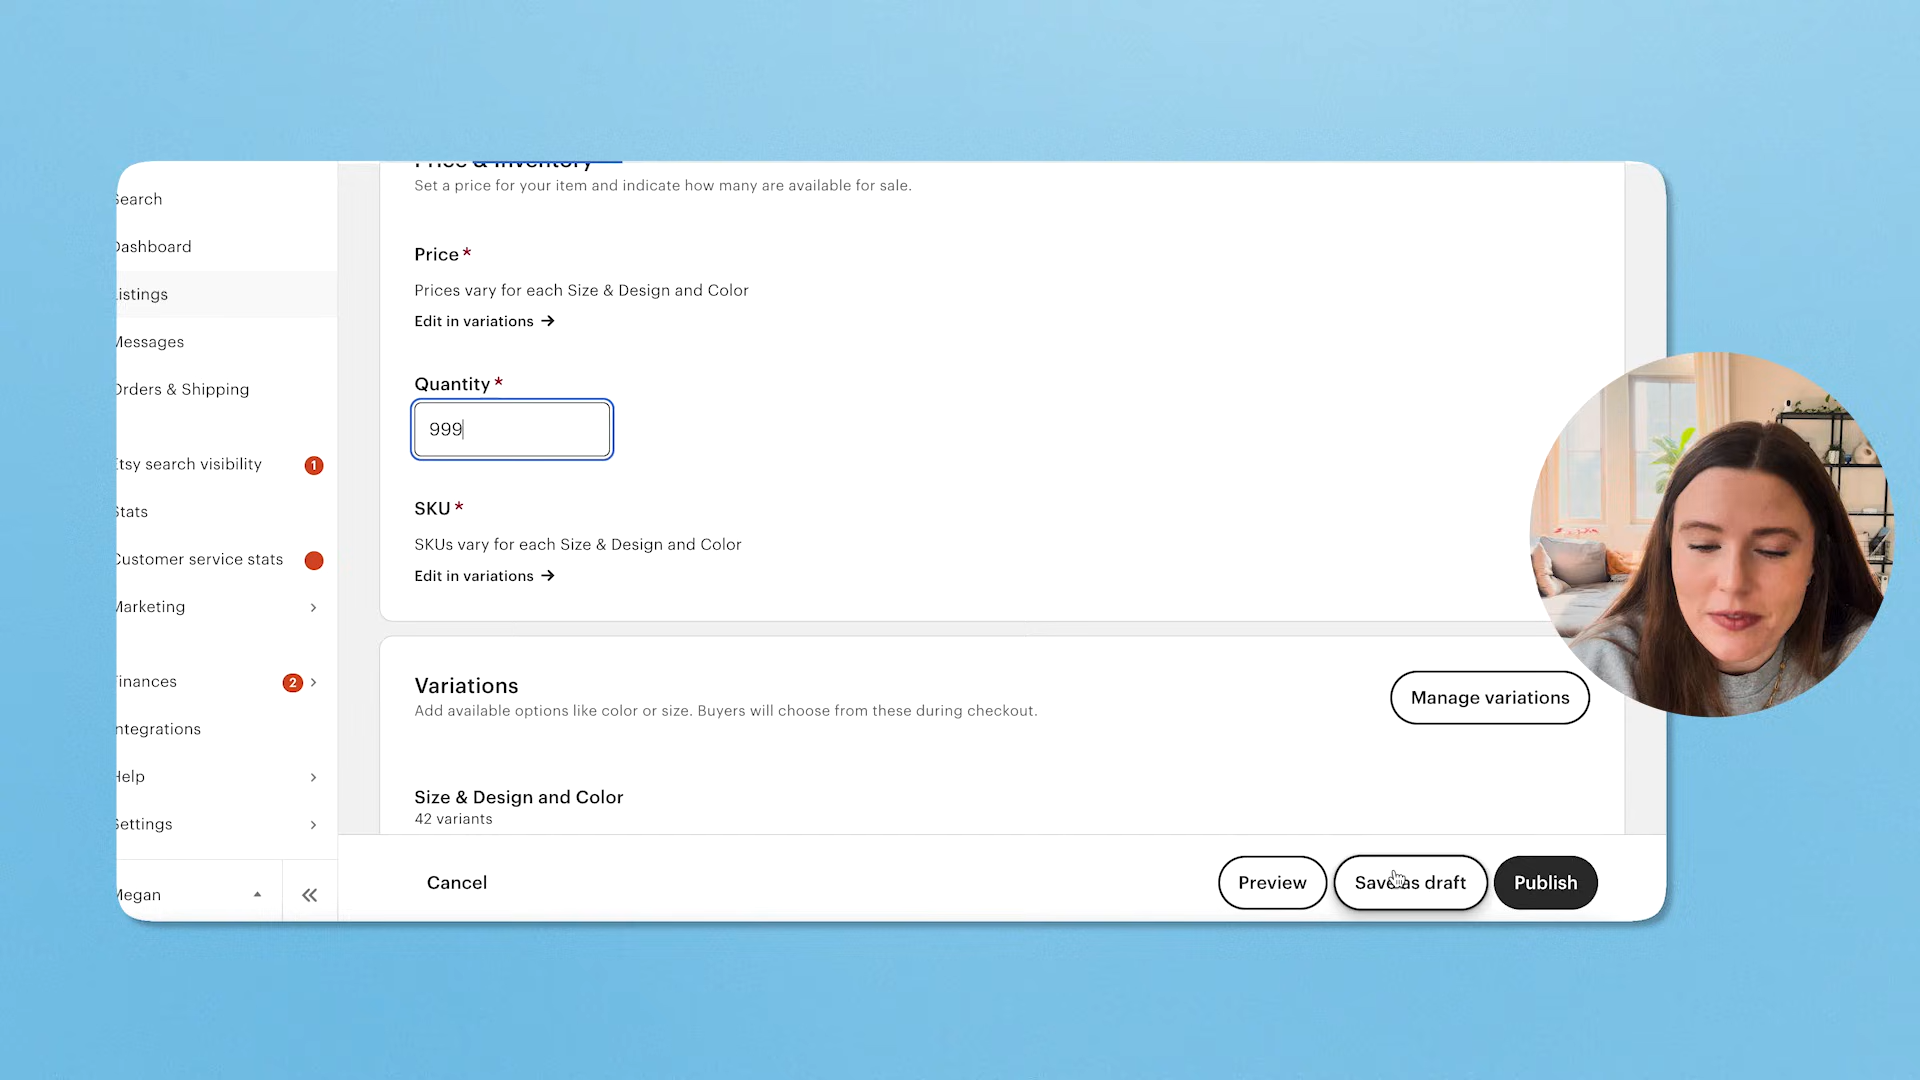 Price & Inventory
Set a price for your item and indicate how many are available for sale.
Search
Dashboard
Listings
Messages
Orders & Shipping
Etsy search visibility 1
Stats
Customer service stats
Marketing
Finances 2
Integrations
Help
Settings
Megan
Price *
Prices vary for each Size & Design and Color
Edit in variations →
Quantity *
999
SKU *
SKUs vary for each Size & Design and Color
Edit in variations →
Variations
Add available options like color or size. Buyers will choose from these during checkout.
Manage variations
Size & Design and Color
42 variants
Cancel
Preview
Save as draft
Publish